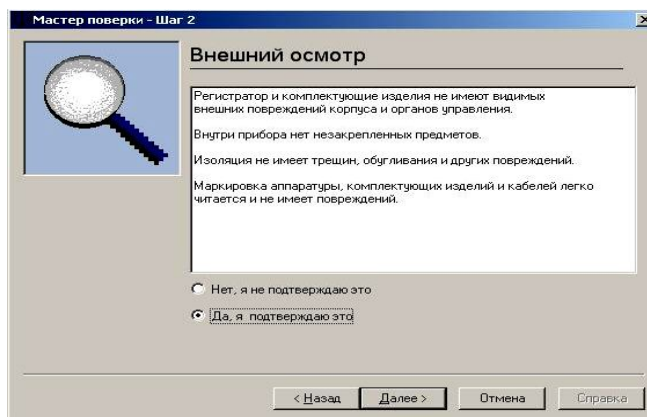 Мастер поверки - Шаг 2
Внешний осмотр
Регистратор и комплектующие изделия не имеют видимых
внешних повреждений корпуса и органов управления.
Внутри прибора нет незакрепленных предметов.
Изоляция не имеет трещин, обугливания и других повреждений.
Маркировка аппаратуры, комплектующих изделий и кабелей легко
читается и не имеет повреждений.
Нет, я не подтверждаю это
Да, я подтверждаю это
< Назад
Далее >
Отмена
Справка